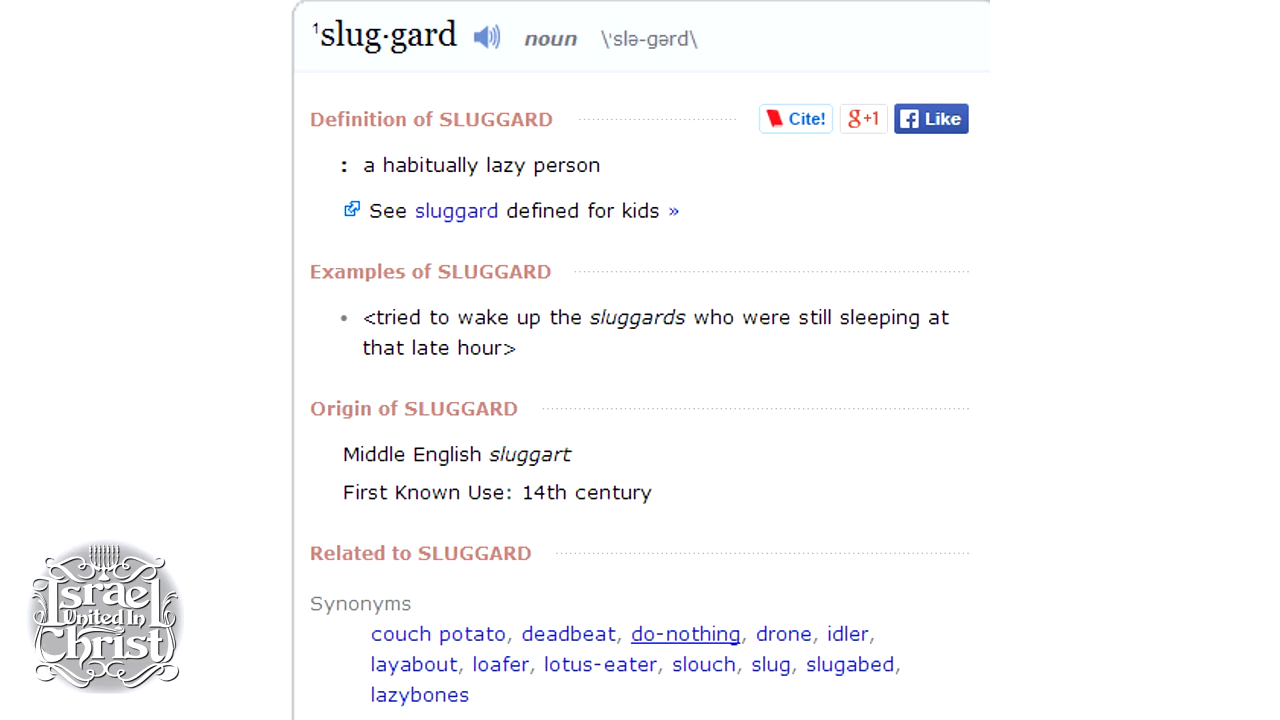 1slug·gard noun \ˈslə-gərd\
Definition of SLUGGARD Cite! g+1 Like
: a habitually lazy person
See sluggard defined for kids »
Examples of SLUGGARD
• <tried to wake up the sluggards who were still sleeping at
that late hour>
Origin of SLUGGARD
Middle English sluggart
First Known Use: 14th century
Related to SLUGGARD
Synonyms
couch potato, deadbeat, do-nothing, drone, idler,
layabout, loafer, lotus-eater, slouch, slug, slugabed,
lazybones
Israel
United In
Christ